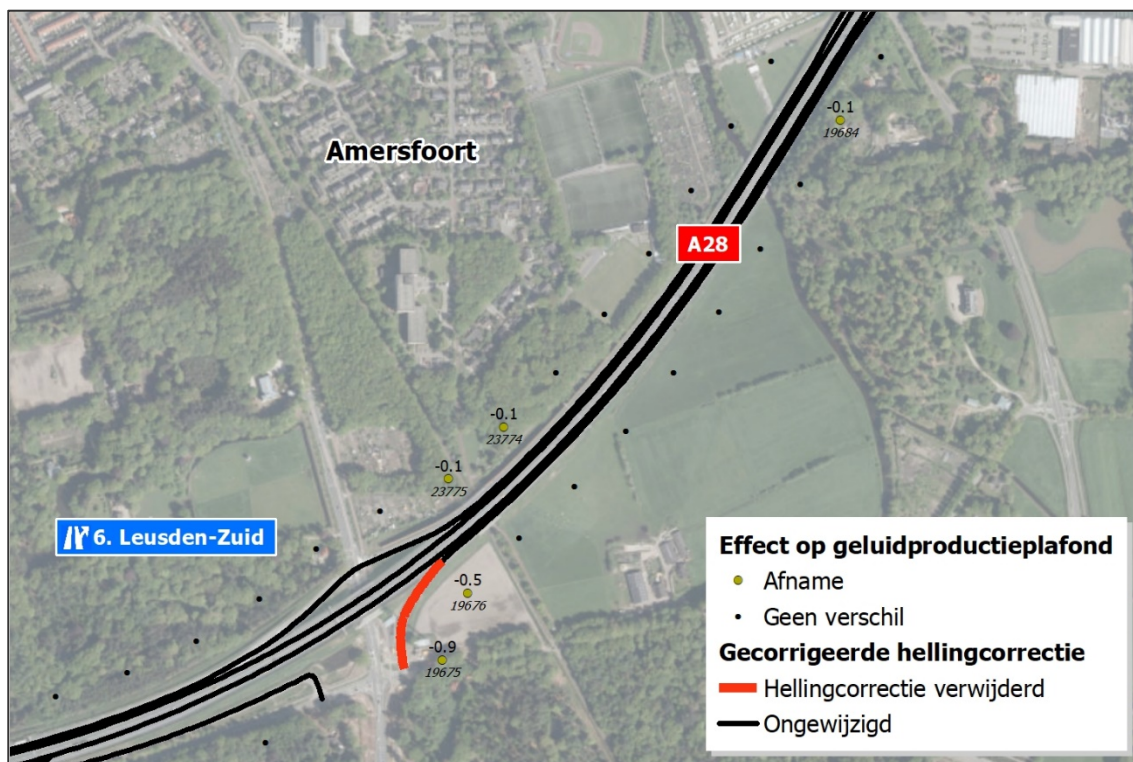 -0.1
19684
Amersfoort
A28
-0.1
23774
-0.1
23775
6. Leusden-Zuid
-0.5
19676
-0.9
19675
Effect op geluidproductieplafond
Afname
Geen verschil
Gecorrigeerde hellingcorrectie
Hellingcorrectie verwijderd
Ongewijzigd